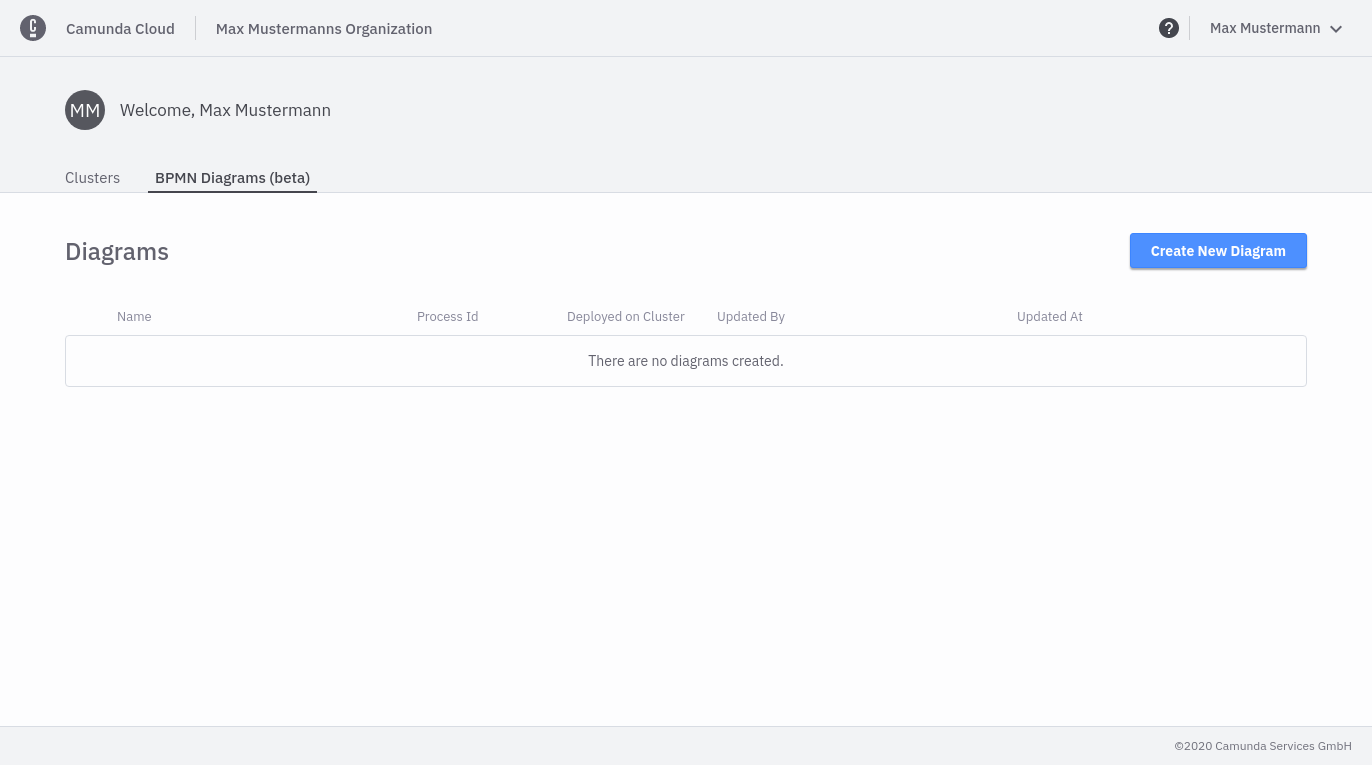 Camunda Cloud Max Mustermanns Organization ? Max Mustermann
MM Welcome, Max Mustermann
Clusters BPMN Diagrams (beta)
Diagrams Create New Diagram
Name Process Id Deployed on Cluster Updated By Updated At
There are no diagrams created.
©2020 Camunda Services GmbH